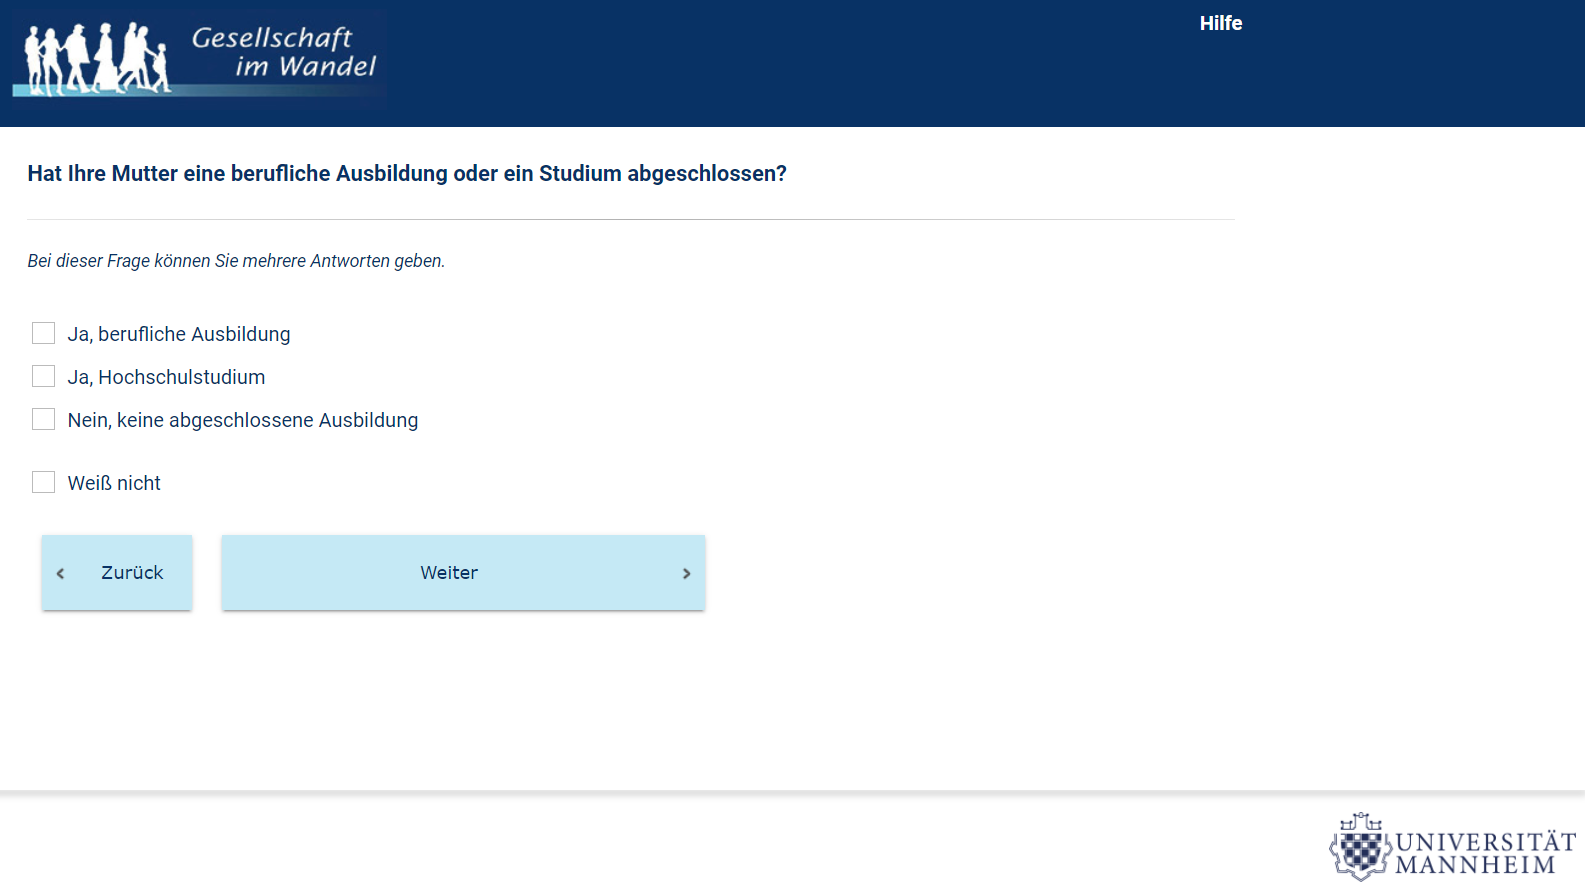 Gesellschaft
im Wandel
Hilfe
Hat Ihre Mutter eine berufliche Ausbildung oder ein Studium abgeschlossen?
Bei dieser Frage können Sie mehrere Antworten geben.
Ja, berufliche Ausbildung
Ja, Hochschulstudium
Nein, keine abgeschlossene Ausbildung
Weiß nicht
Zurück
Weiter
UNIVERSITÄT
MANNHEIM